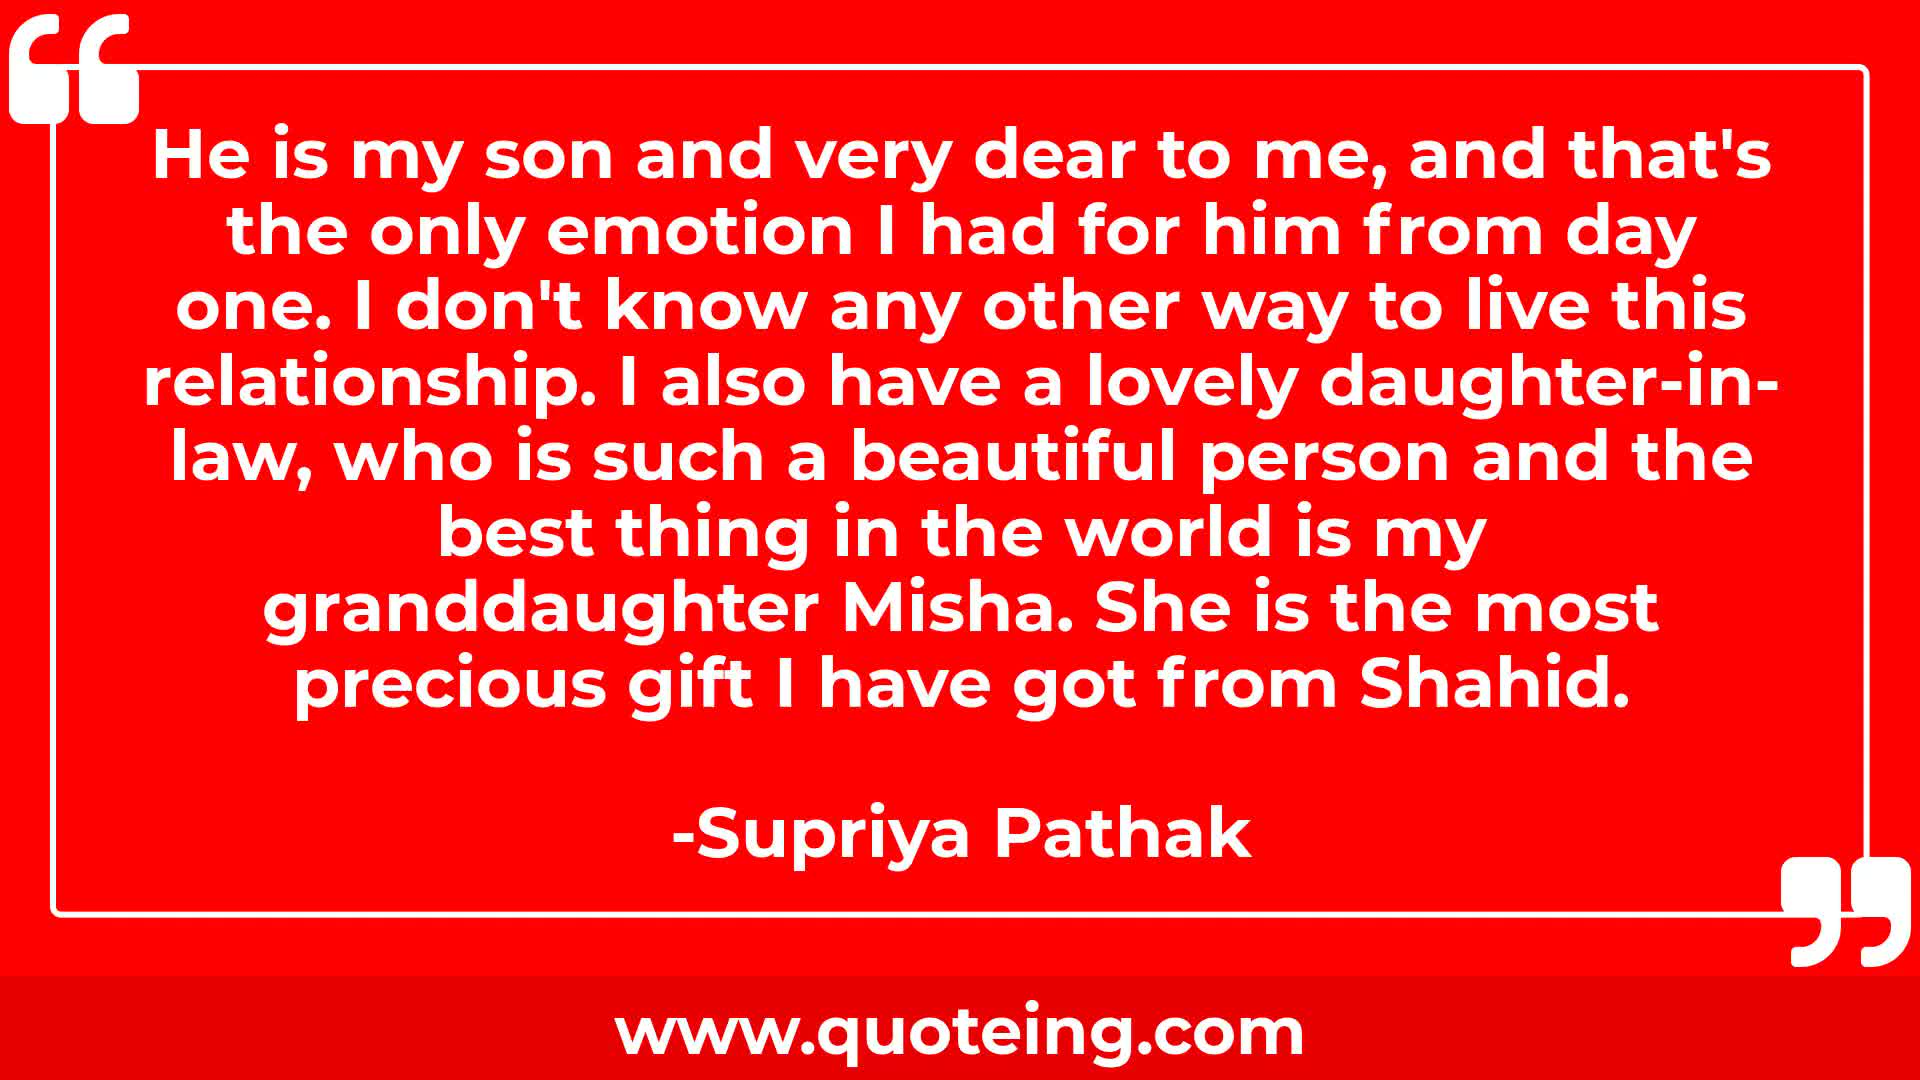 He is my son and very dear to me, and that's
the only emotion I had for him from day
one. I don't know any other way to live this
relationship. I also have a lovely daughter-in-
law, who is such a beautiful person and the
best thing in the world is my
granddaughter Misha. She is the most
precious gift I have got from Shahid.
-Supriya Pathak
www.quoteing.com